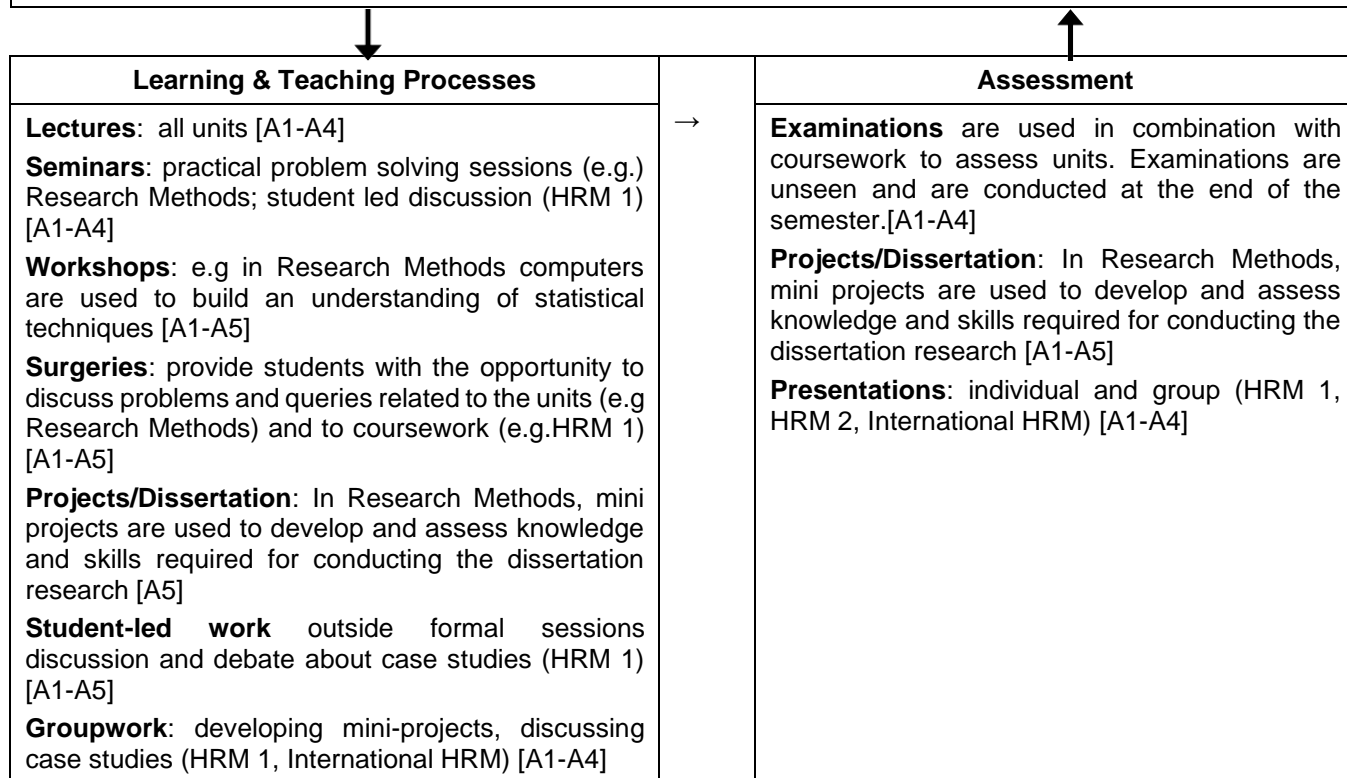 Learning & Teaching Processes
Lectures: all units [A1-A4]
Seminars: practical problem solving sessions (e.g.)
Research Methods; student led discussion (HRM 1)
[A1-A4]
Workshops: e.g in Research Methods computers
are used to build an understanding of statistical
techniques [A1-A5]
Surgeries: provide students with the opportunity to
discuss problems and queries related to the units (e.g
Research Methods) and to coursework (e.g.HRM 1)
[A1-A5]
Projects/Dissertation: In Research Methods, mini
projects are used to develop and assess knowledge
and skills required for conducting the dissertation
research [A5]
Student-led work outside formal sessions
discussion and debate about case studies (HRM 1)
[A1-A5]
Groupwork: developing mini-projects, discussing
case studies (HRM 1, International HRM) [A1-A4]
→
Assessment
Examinations are used in combination with
coursework to assess units. Examinations are
unseen and are conducted at the end of the
semester.[A1-A4]
Projects/Dissertation: In Research Methods,
mini projects are used to develop and assess
knowledge and skills required for conducting the
dissertation research [A1-A5]
Presentations: individual and group (HRM 1,
HRM 2, International HRM) [A1-A4]